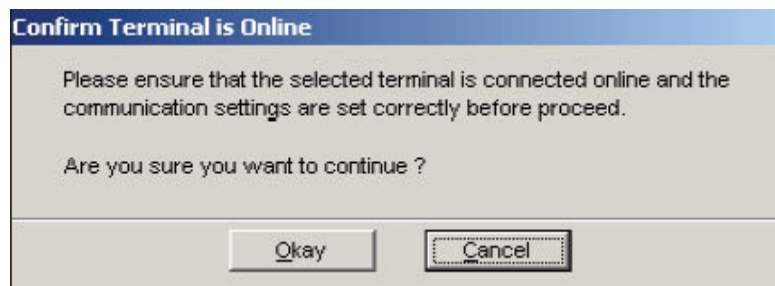 Confirm Terminal is Online
Please ensure that the selected terminal is connected online and the
communication settings are set correctly before proceed.
Are you sure you want to continue ?
Okay
Cancel